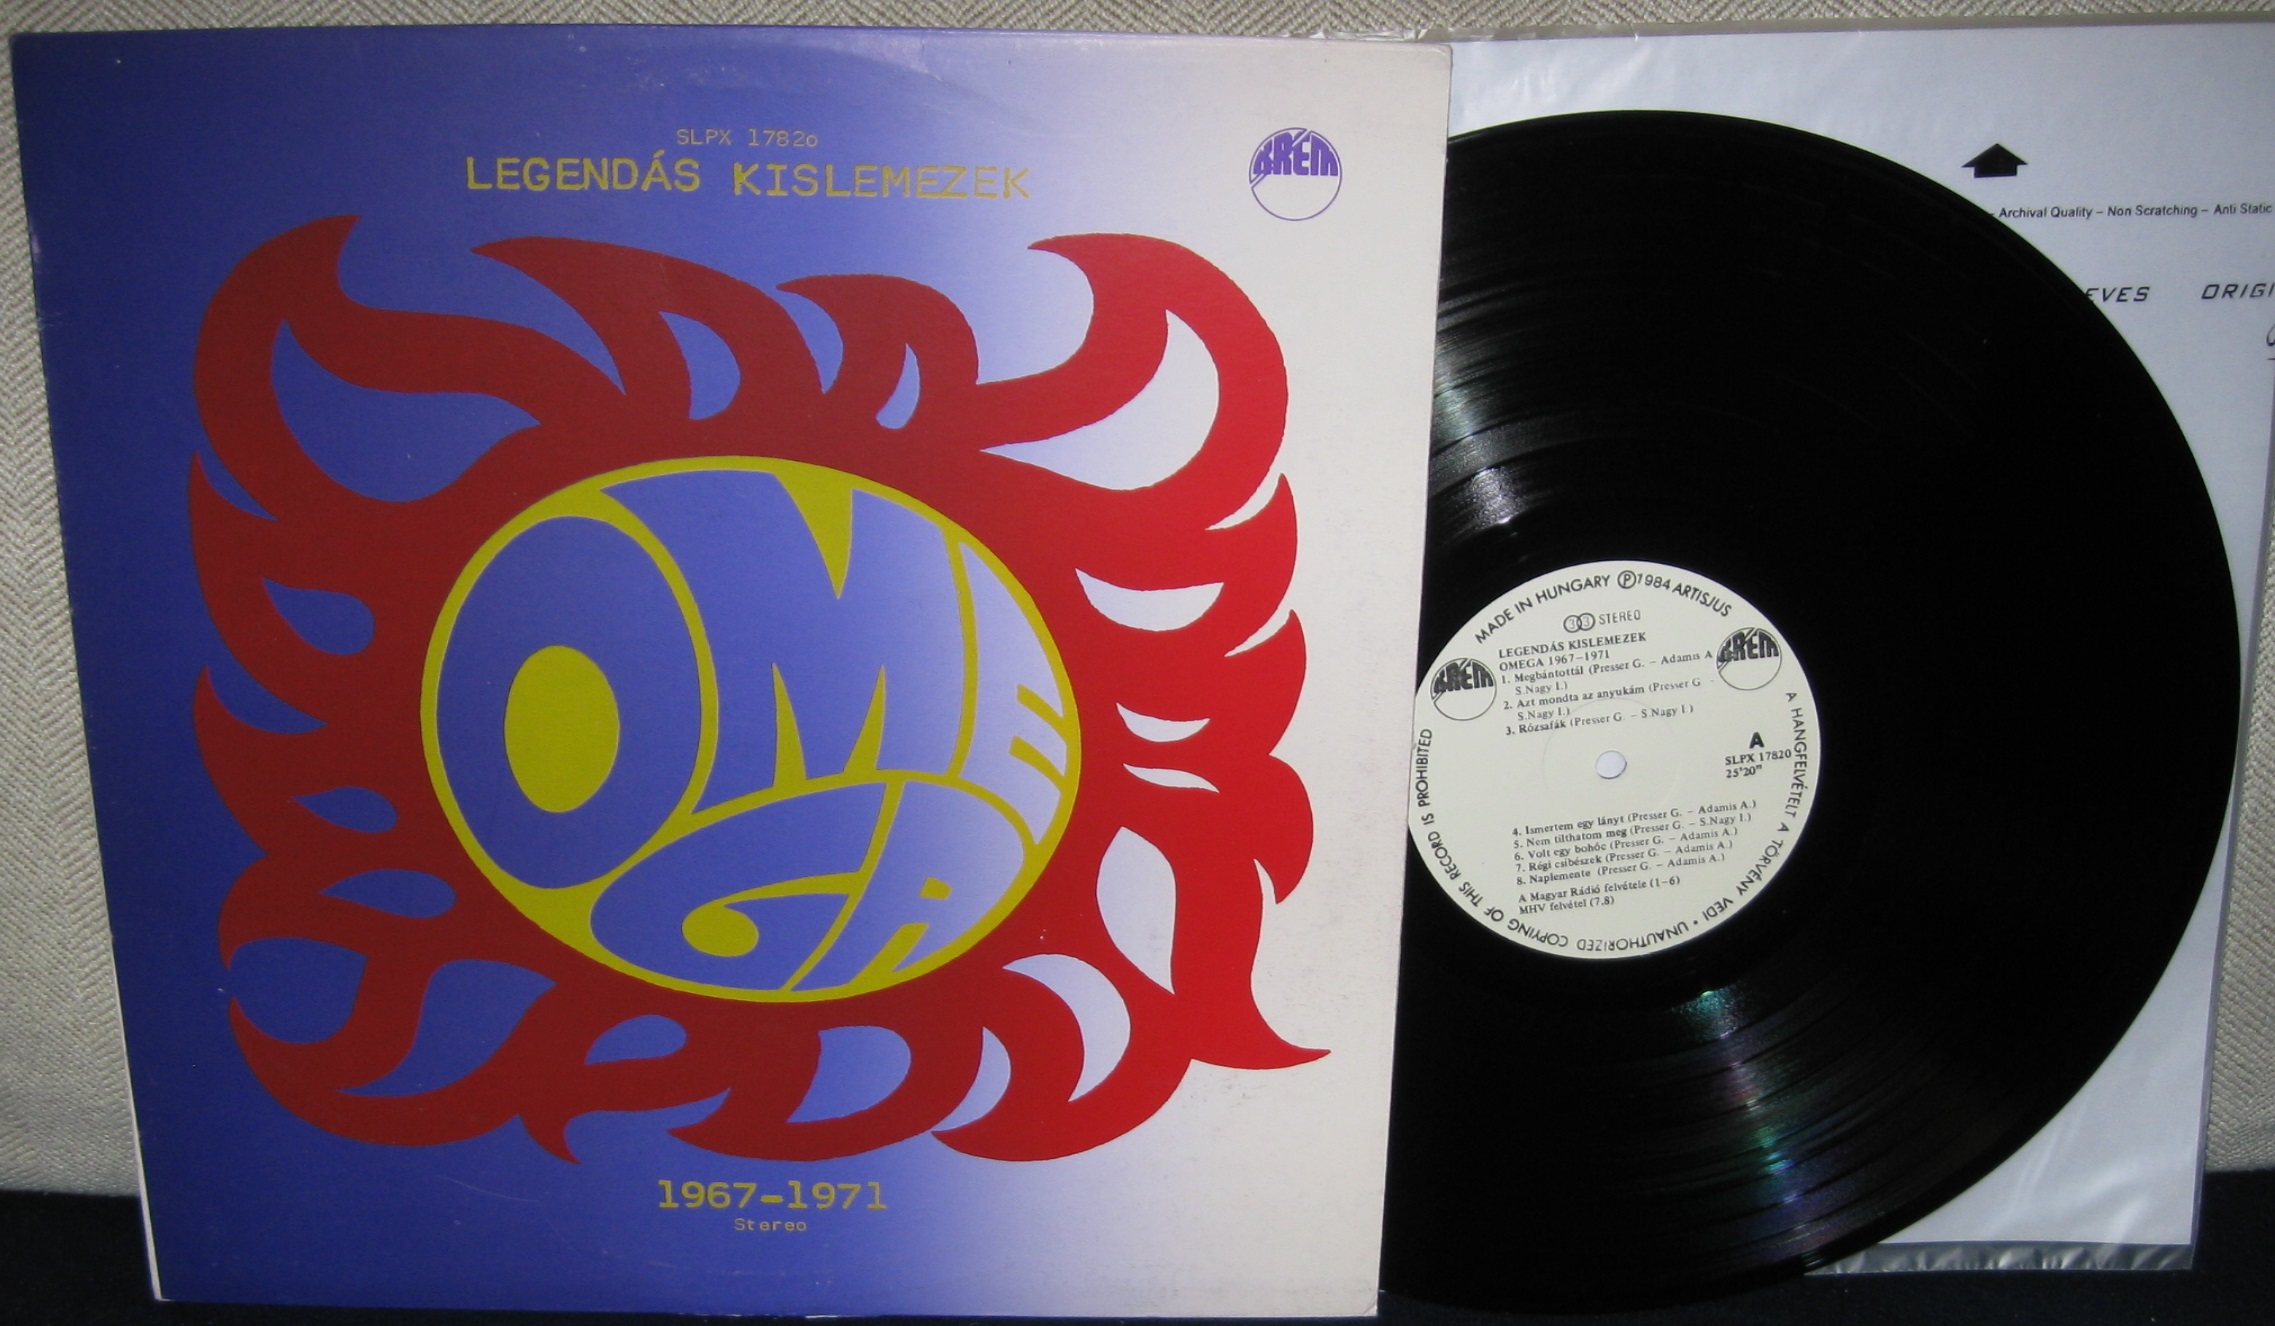 SLPX 1782o
LEGENDÁS KISLEMEZEK
KRÉM
OMEGA
1967-1971
Stereo
- Archival Quality – Non Scratching – Anti Static
EVES ORIGI
MADE IN HUNGARY Ⓟ 1984 ARTISJUS
A HANGFELVÉTELT A TÖRVÉNY VÉDI • UNAUTHORIZED COPYING OF THIS RECORD IS PROHIBITED
33 STEREO
LEGENDÁS KISLEMEZEK
OMEGA 1967–1971
KRÉM
KRÉM
1. Megbántottál (Presser G. – Adamis A
S.Nagy I.)
2. Azt mondta az anyukám (Presser G -
S.Nagy I.)
3. Rózsafák (Presser G. – S.Nagy I.)
A
SLPX 17820
25'20"
4. Ismertem egy lányt (Presser G. – Adamis A.)
5. Nem tilthatom meg (Presser G. – S.Nagy I.)
6. Volt egy bohóc (Presser G. – Adamis A.)
7. Régi csibészek (Presser G. – Adamis A.)
8. Naplemente (Presser G. – Adamis A.)
A Magyar Rádió felvétele (1–6)
MHV felvétel (7,8)